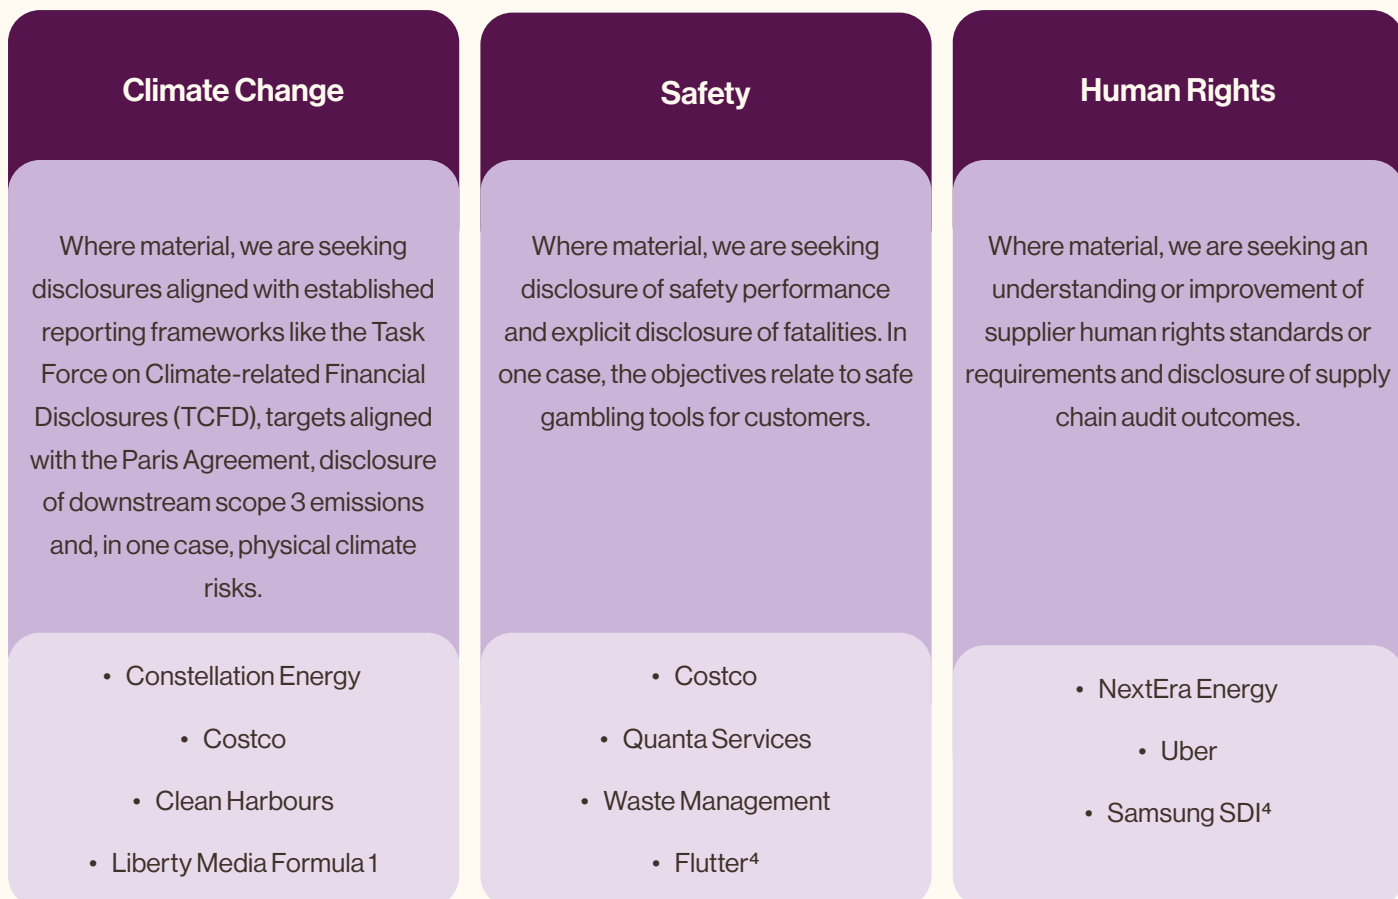 Climate Change
Where material, we are seeking
disclosures aligned with established
reporting frameworks like the Task
Force on Climate-related Financial
Disclosures (TCFD), targets aligned
with the Paris Agreement, disclosure
of downstream scope 3 emissions
and, in one case, physical climate
risks.
• Constellation Energy
• Costco
• Clean Harbours
• Liberty Media Formula 1
Safety
Where material, we are seeking
disclosure of safety performance
and explicit disclosure of fatalities. In
one case, the objectives relate to safe
gambling tools for customers.
• Costco
• Quanta Services
• Waste Management
• Flutter⁴
Human Rights
Where material, we are seeking an
understanding or improvement of
supplier human rights standards or
requirements and disclosure of supply
chain audit outcomes.
• NextEra Energy
• Uber
• Samsung SDI⁴